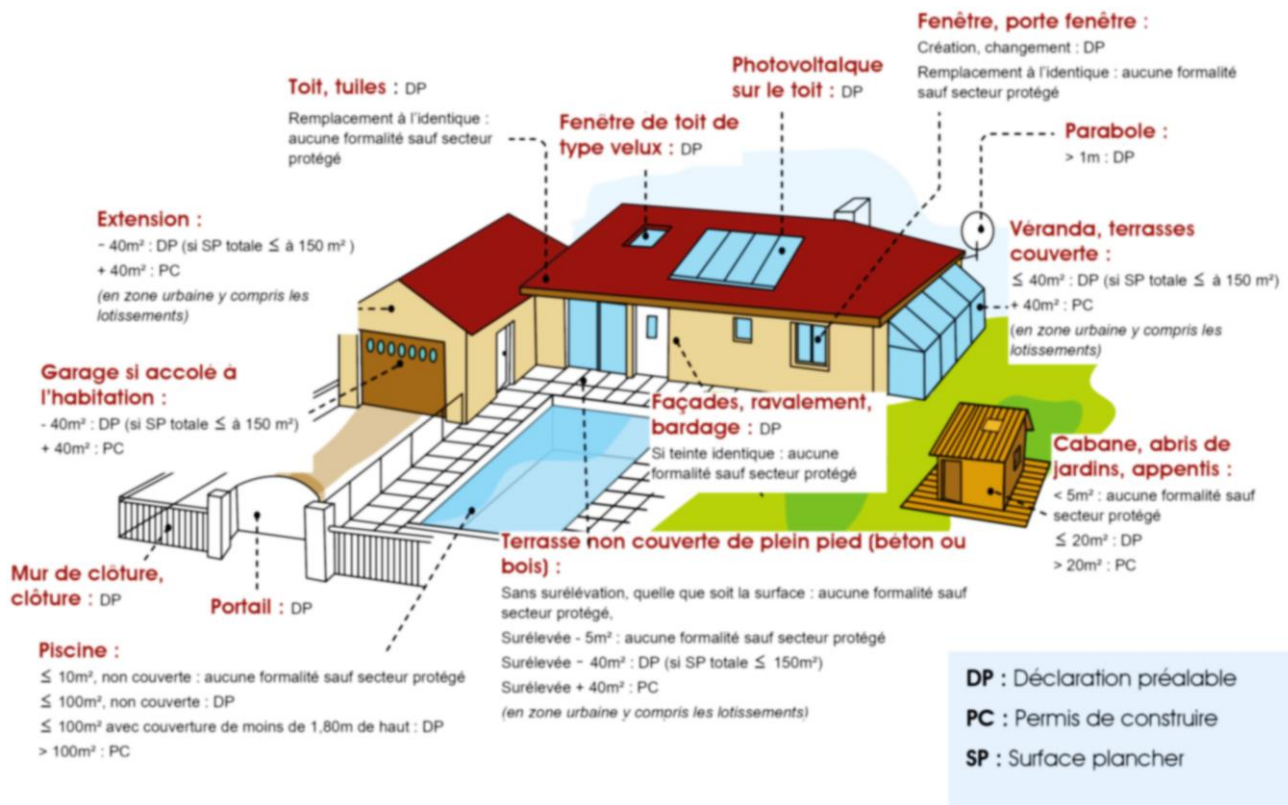 Fenêtre, porte fenêtre :
Création, changement : DP
Remplacement à l'identique : aucune formalité
sauf secteur protégé
Photovoltalque
sur le toit : DP
Toit, tuiles : DP
Remplacement à l'identique :
aucune formalité sauf secteur
protégé
Fenêtre de toit de
type velux : DP
Parabole :
> 1m : DP
Extension :
- 40m² : DP (si SP totale ≤ à 150 m² )
+ 40m² : PC
(en zone urbaine y compris les
lotissements)
Véranda, terrasses
couverte :
≤ 40m² : DP (si SP totale ≤ à 150 m²)
+ 40m² : PC
(en zone urbaine y compris les
lotissements)
Garage si accolé à
l'habitation :
- 40m² : DP (si SP totale ≤ à 150 m²)
+ 40m² : PC
Façades, ravalement,
bardage : DP
Si teinte identique : aucune
formalité sauf secteur protégé
Cabane, abris de
jardins, appentis :
< 5m² : aucune formalité sauf
secteur protégé
≤ 20m² : DP
> 20m² : PC
Mur de clôture,
clôture : DP
Portail : DP
Terrasse non couverte de plein pied (béton ou
bois) :
Sans surélévation, quelle que soit la surface : aucune formalité sauf
secteur protégé,
Surélevée - 5m² : aucune formalité sauf secteur protégé
Surélevée - 40m² : DP (si SP totale ≤ 150m²)
Surélevée + 40m² : PC
(en zone urbaine y compris les lotissements)
Piscine :
≤ 10m², non couverte : aucune formalité sauf secteur protégé
≤ 100m², non couverte : DP
≤ 100m² avec couverture de moins de 1,80m de haut : DP
> 100m² : PC
DP : Déclaration préalable
PC : Permis de construire
SP : Surface plancher